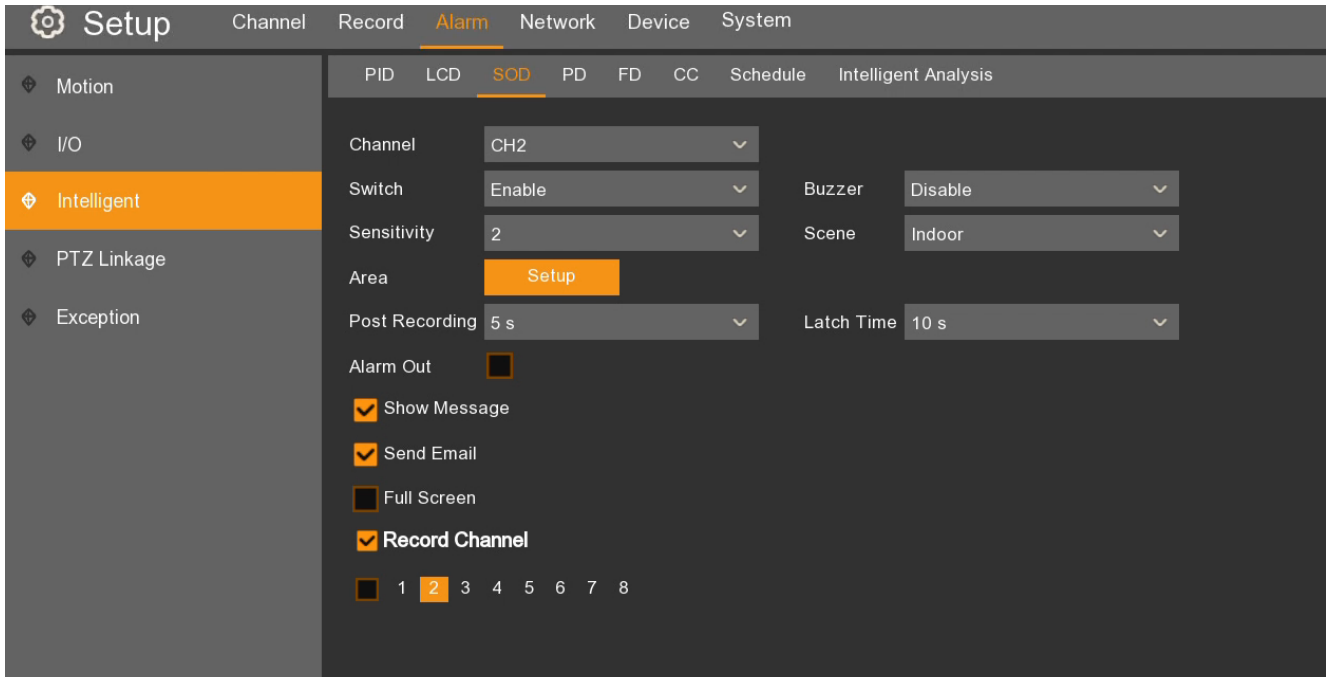 Setup Channel Record Alarm Network Device System
PID LCD SOD PD FD CC Schedule Intelligent Analysis
Motion
I/O
Intelligent
PTZ Linkage
Exception
Channel CH2
Switch Enable Buzzer Disable
Sensitivity 2 Scene Indoor
Area Setup
Post Recording 5 s Latch Time 10 s
Alarm Out
Show Message
Send Email
Full Screen
Record Channel
1 2 3 4 5 6 7 8